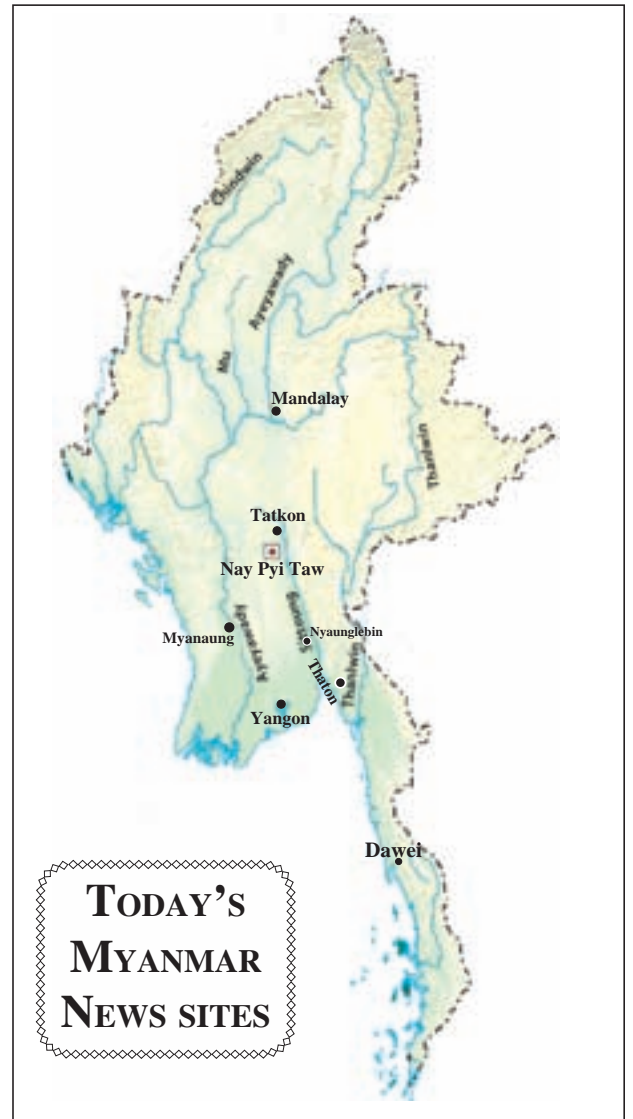 Chindwin
Ayeyawady
Mu
Mandalay
Thanlwin
Tatkon
Nay Pyi Taw
Myanaung
Ayeyawady
Sittoung
Nyaunglebin
Thaton
Thanlwin
Yangon
Dawei
TODAY'S
MYANMAR
NEWS SITES